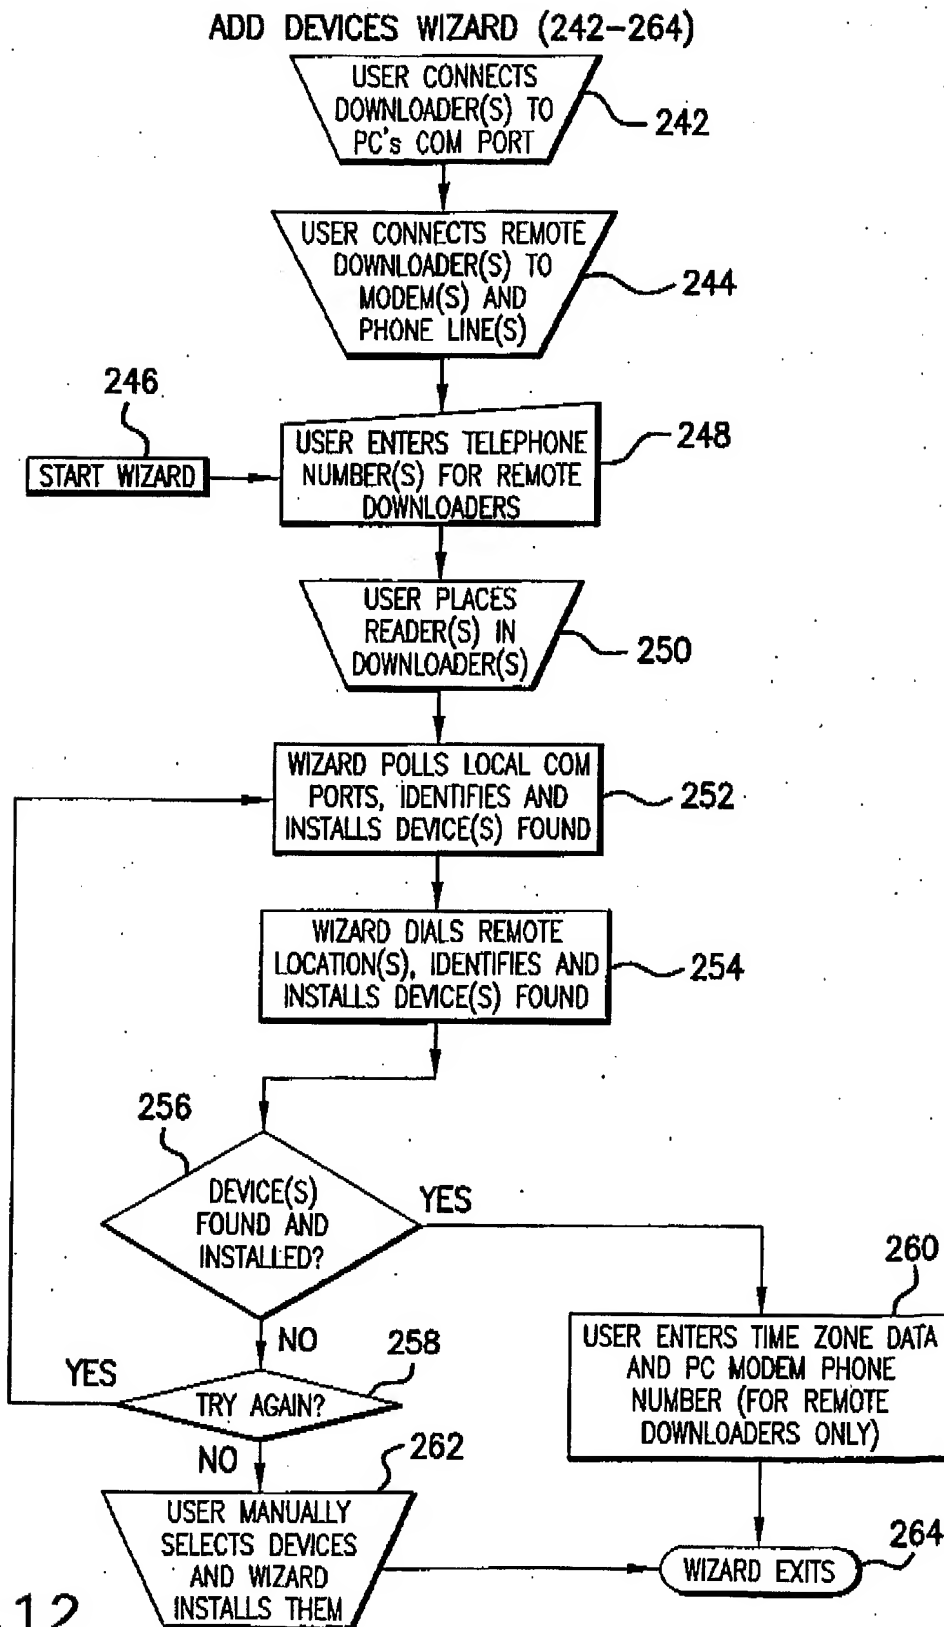 ADD DEVICES WIZARD (242-264)
USER CONNECTS
DOWNLOADER(S) TO
PC's COM PORT
242
USER CONNECTS REMOTE
DOWNLOADER(S) TO
MODEM(S) AND
PHONE LINE(S)
244
246
START WIZARD
USER ENTERS TELEPHONE
NUMBER(S) FOR REMOTE
DOWNLOADERS
248
USER PLACES
READER(S) IN
DOWNLOADER(S)
250
WIZARD POLLS LOCAL COM
PORTS, IDENTIFIES AND
INSTALLS DEVICE(S) FOUND
252
WIZARD DIALS REMOTE
LOCATION(S), IDENTIFIES AND
INSTALLS DEVICE(S) FOUND
254
256
DEVICE(S)
FOUND AND
INSTALLED?
YES
NO
260
USER ENTERS TIME ZONE DATA
AND PC MODEM PHONE
NUMBER (FOR REMOTE
DOWNLOADERS ONLY)
258
YES
TRY AGAIN?
NO
262
USER MANUALLY
SELECTS DEVICES
AND WIZARD
INSTALLS THEM
264
WIZARD EXITS
.12